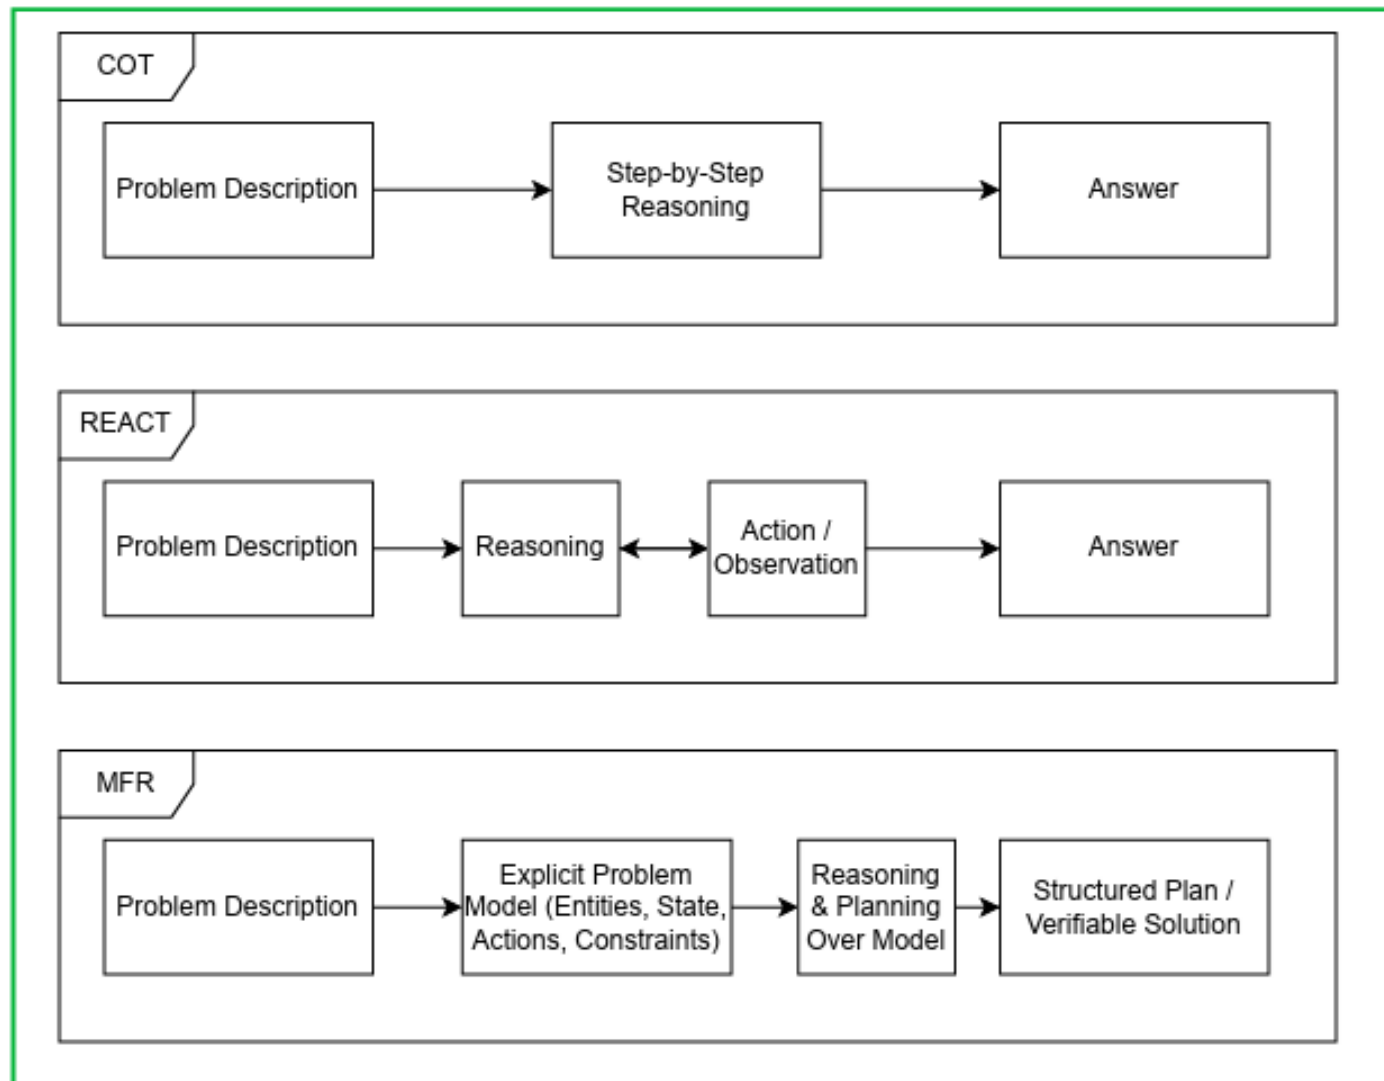 COT
Problem Description
Step-by-Step
Reasoning
Answer
REACT
Problem Description
Reasoning
Action /
Observation
Answer
MFR
Problem Description
Explicit Problem
Model (Entities, State,
Actions, Constraints)
Reasoning
& Planning
Over Model
Structured Plan /
Verifiable Solution